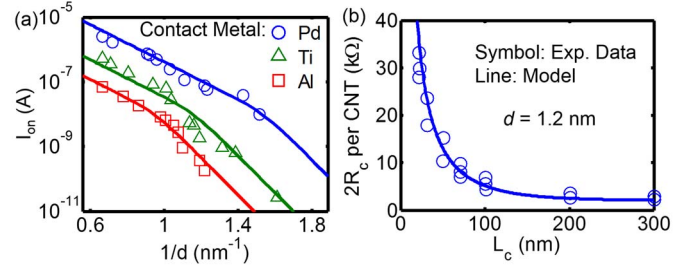 (a)
Contact Metal:
Pd
Ti
Al
10⁻⁵
10⁻⁷
10⁻⁹
10⁻¹¹
I_on (A)
0.6 1 1.4 1.8
1/d (nm⁻¹)
(b)
Symbol: Exp. Data
Line: Model
d = 1.2 nm
40
30
20
10
0
2R_c per CNT (kΩ)
0 100 200 300
L_c (nm)